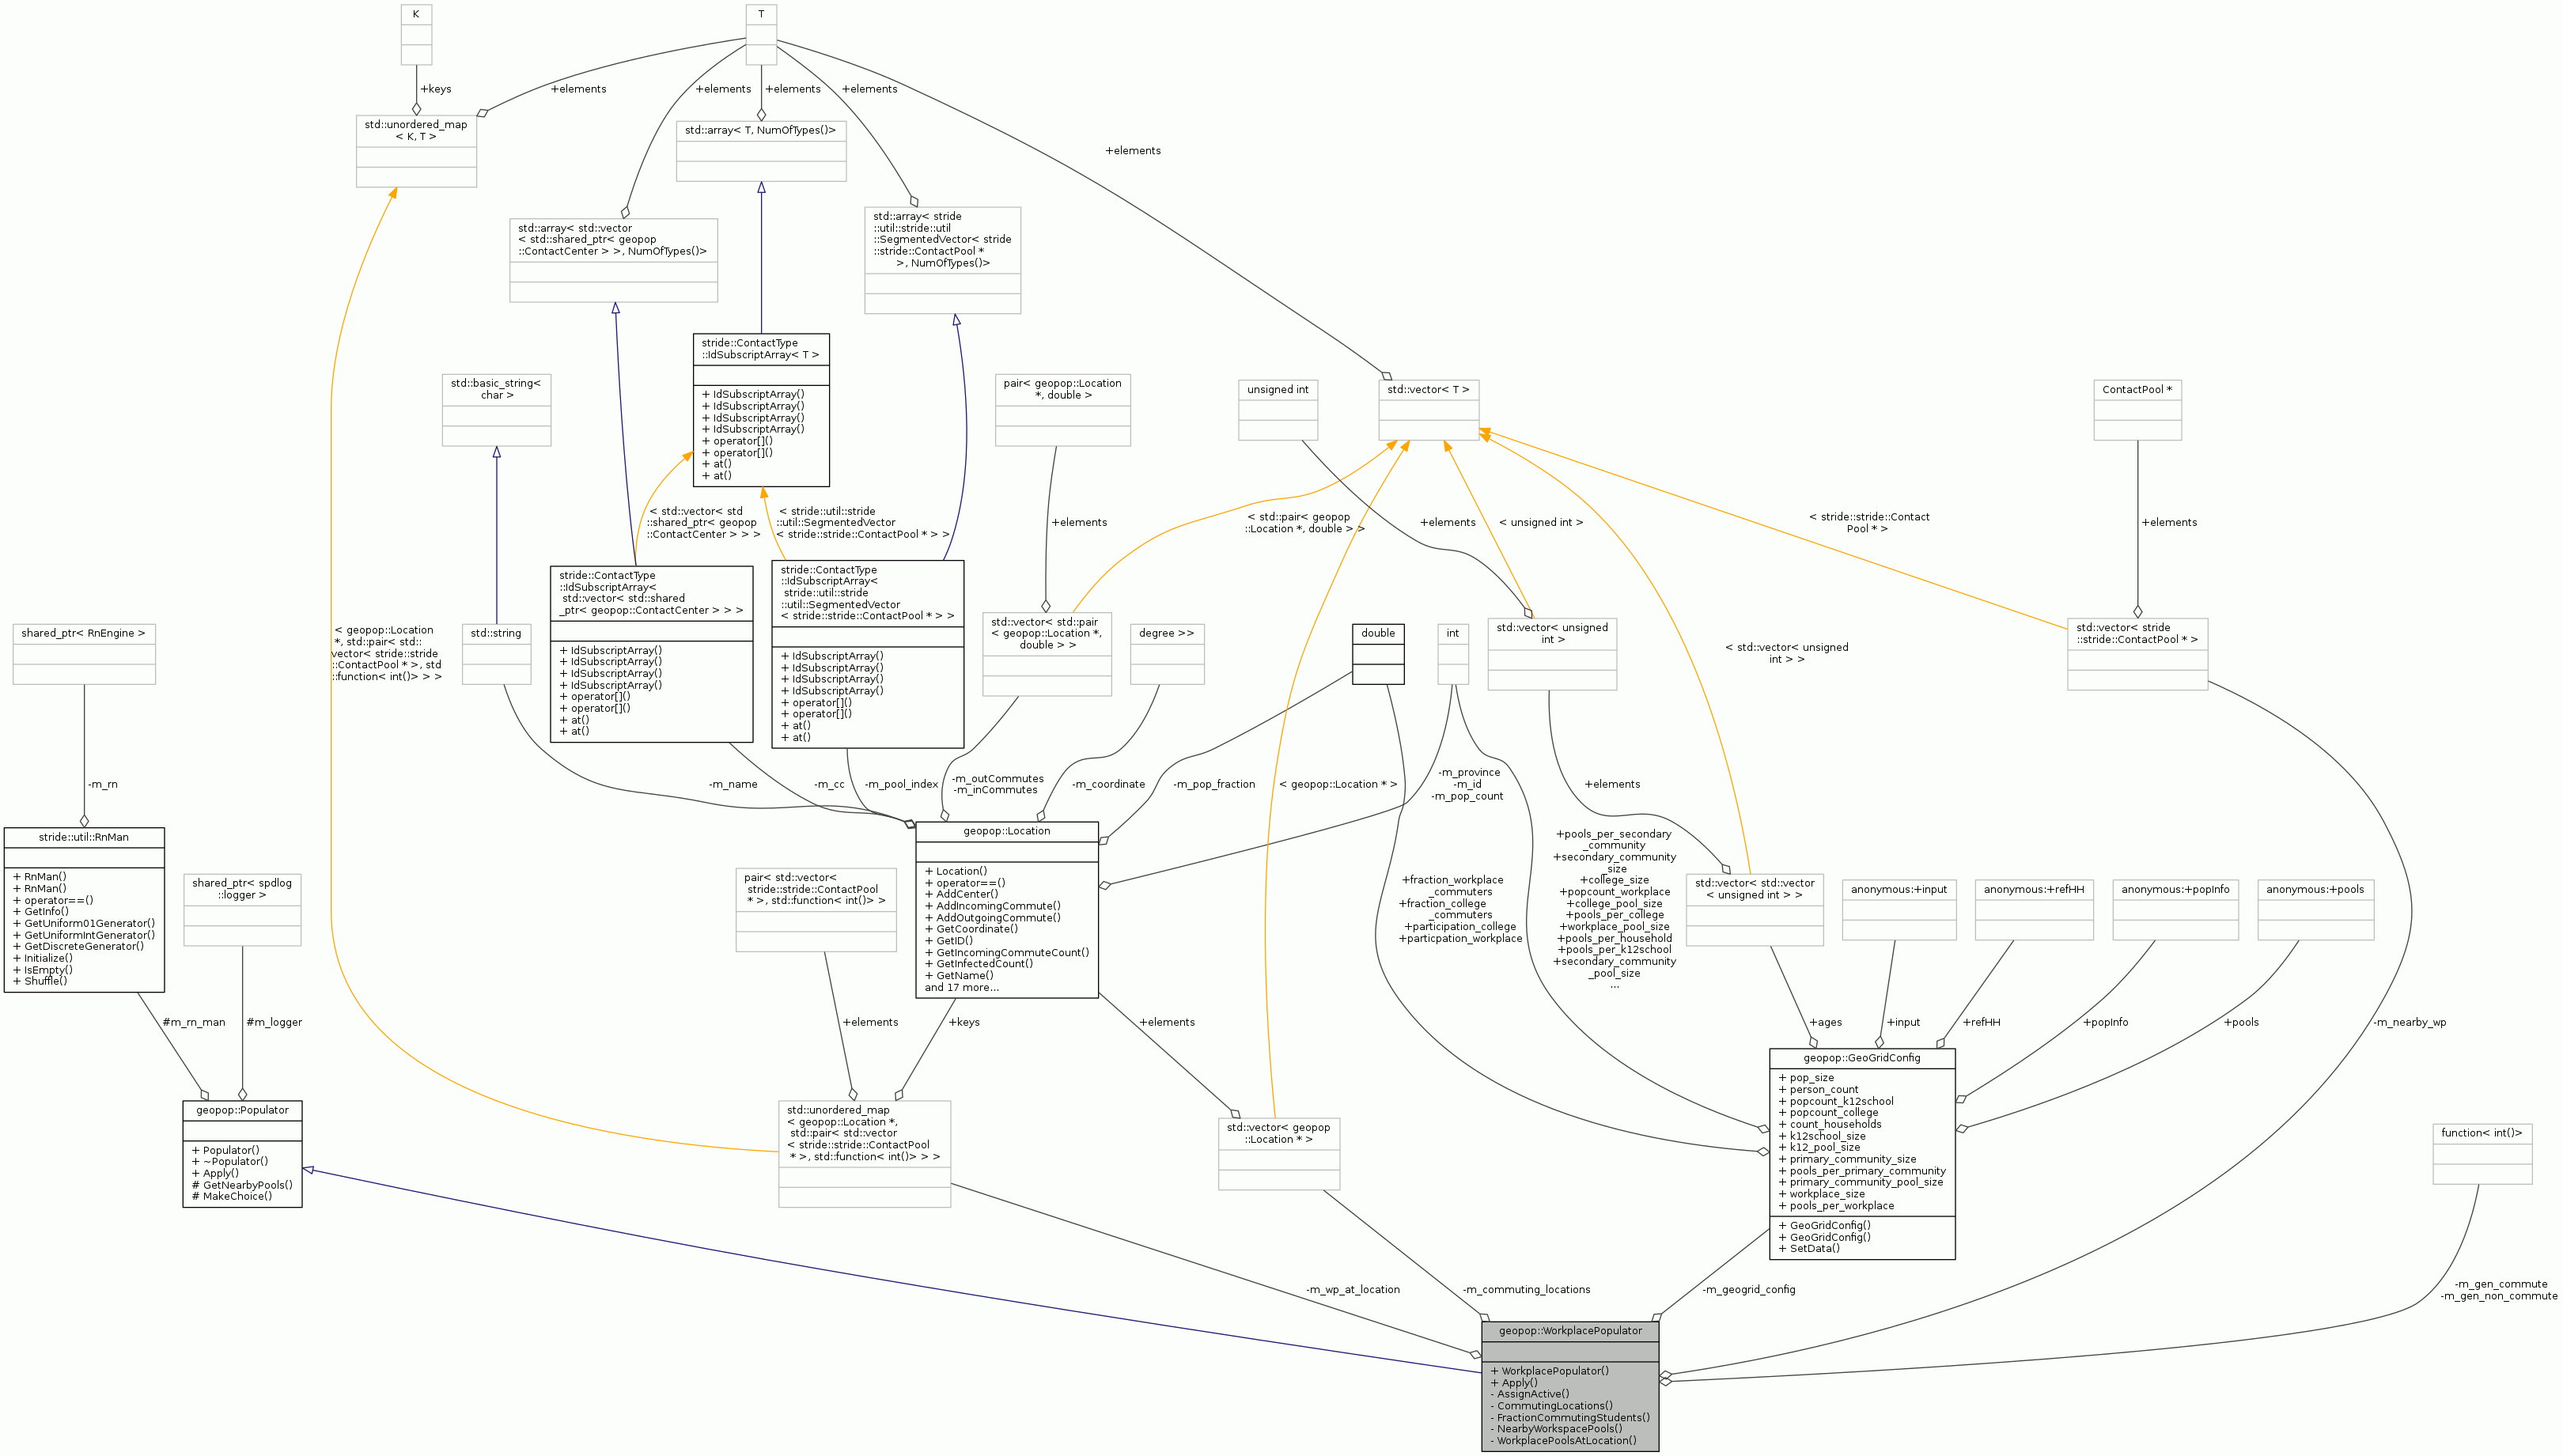 K
T
+keys
+elements
+elements
+elements
+elements
+elements
std::unordered_map
< K, T >
std::array< T, NumOfTypes()>
std::array< std::vector
< std::shared_ptr< geopop
::ContactCenter > >, NumOfTypes()>
std::array< stride
::util::stride::util
::SegmentedVector< stride
::stride::ContactPool *
>, NumOfTypes()>
stride::ContactType
::IdSubscriptArray< T >
+ IdSubscriptArray()
+ IdSubscriptArray()
+ IdSubscriptArray()
+ IdSubscriptArray()
+ operator[]()
+ operator[]()
+ at()
+ at()
std::basic_string<
char >
pair< geopop::Location
*, double >
unsigned int
std::vector< T >
ContactPool *
< std::vector< std
::shared_ptr< geopop
::ContactCenter > > >
< stride::util::stride
::util::SegmentedVector
< stride::stride::ContactPool * > >
+elements
< std::pair< geopop
::Location *, double > >
+elements
< unsigned int >
< stride::stride::Contact
Pool * >
+elements
stride::ContactType
::IdSubscriptArray<
std::vector< std::shared
_ptr< geopop::ContactCenter > > >
+ IdSubscriptArray()
+ IdSubscriptArray()
+ IdSubscriptArray()
+ IdSubscriptArray()
+ operator[]()
+ operator[]()
+ at()
+ at()
stride::ContactType
::IdSubscriptArray<
stride::util::stride
::util::SegmentedVector
< stride::stride::ContactPool * > >
+ IdSubscriptArray()
+ IdSubscriptArray()
+ IdSubscriptArray()
+ IdSubscriptArray()
+ operator[]()
+ operator[]()
+ at()
+ at()
shared_ptr< RnEngine >
< geopop::Location
*, std::pair< std::
vector< stride::stride
::ContactPool * >, std
::function< int()> > >
std::string
std::vector< std::pair
< geopop::Location *,
double > >
degree >>
double
int
std::vector< unsigned
int >
< std::vector< unsigned
int > >
std::vector< stride
::stride::ContactPool * >
-m_rn
-m_name
-m_cc
-m_pool_index
-m_outCommutes
-m_inCommutes
-m_coordinate
-m_pop_fraction
< geopop::Location * >
-m_province
-m_id
-m_pop_count
+elements
stride::util::RnMan
+ RnMan()
+ RnMan()
+ operator==()
+ GetInfo()
+ GetUniform01Generator()
+ GetUniformIntGenerator()
+ GetDiscreteGenerator()
+ Initialize()
+ IsEmpty()
+ Shuffle()
shared_ptr< spdlog
::logger >
pair< std::vector<
stride::stride::ContactPool
* >, std::function< int()> >
geopop::Location
+ Location()
+ operator==()
+ AddCenter()
+ AddIncomingCommute()
+ AddOutgoingCommute()
+ GetCoordinate()
+ GetID()
+ GetIncomingCommuteCount()
+ GetInfectedCount()
+ GetName()
and 17 more...
+fraction_workplace
_commuters
+fraction_college
_commuters
+participation_college
+particpation_workplace
+pools_per_secondary
_community
+secondary_community
_size
+college_size
+popcount_workplace
+college_pool_size
+pools_per_college
+workplace_pool_size
+pools_per_household
+pools_per_k12school
+secondary_community
_pool_size
...
std::vector< std::vector
< unsigned int > >
anonymous:+input
anonymous:+refHH
anonymous:+popInfo
anonymous:+pools
#m_rn_man
#m_logger
+elements
+keys
+elements
+ages
+input
+refHH
+popInfo
+pools
-m_nearby_wp
geopop::Populator
+ Populator()
+ ~Populator()
+ Apply()
# GetNearbyPools()
# MakeChoice()
std::unordered_map
< geopop::Location *,
std::pair< std::vector
< stride::stride::ContactPool
* >, std::function< int()> > >
std::vector< geopop
::Location * >
geopop::GeoGridConfig
+ pop_size
+ person_count
+ popcount_k12school
+ popcount_college
+ count_households
+ k12school_size
+ k12_pool_size
+ primary_community_size
+ pools_per_primary_community
+ primary_community_pool_size
+ workplace_size
+ pools_per_workplace
+ GeoGridConfig()
+ GeoGridConfig()
+ SetData()
function< int()>
-m_wp_at_location
-m_commuting_locations
-m_geogrid_config
-m_gen_commute
-m_gen_non_commute
geopop::WorkplacePopulator
+ WorkplacePopulator()
+ Apply()
- AssignActive()
- CommutingLocations()
- FractionCommutingStudents()
- NearbyWorkspacePools()
- WorkplacePoolsAtLocation()